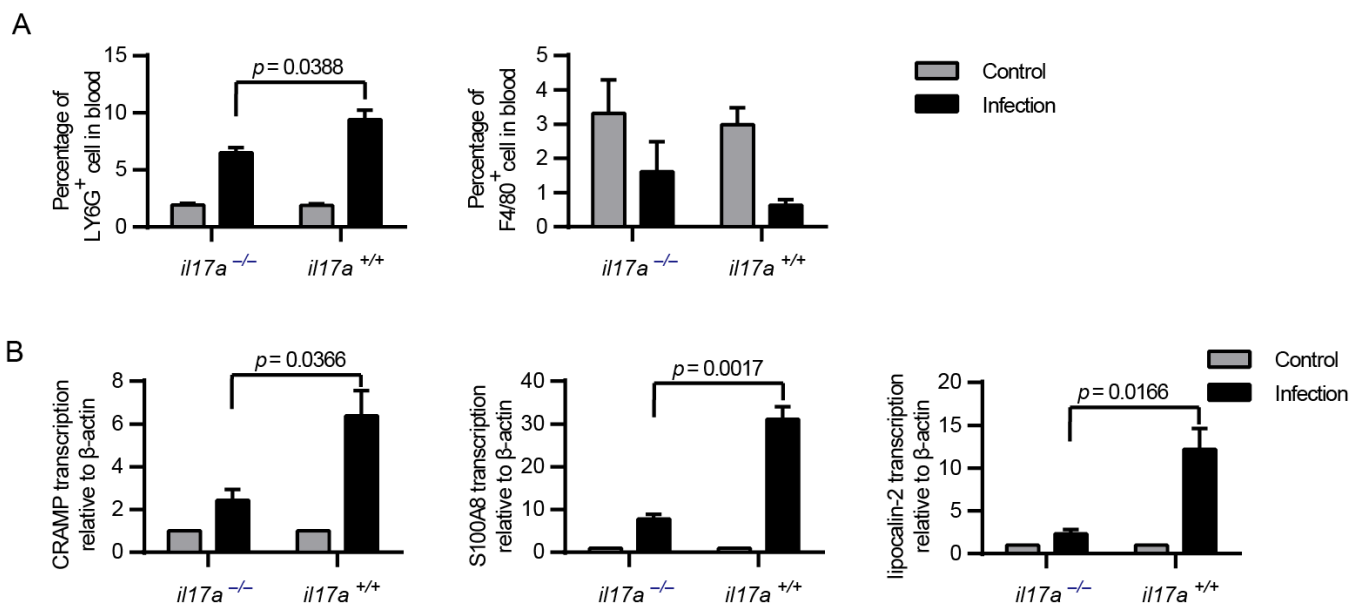 A
Percentage of
LY6G+ cell in blood
15
10
5
0
p = 0.0388
il17a –/–
il17a +/+
Percentage of
F4/80+ cell in blood
5
4
3
2
1
0
il17a –/–
il17a +/+
Control
Infection
B
CRAMP transcription
relative to β-actin
8
6
4
2
0
p = 0.0366
il17a –/–
il17a +/+
S100A8 transcription
relative to β-actin
40
30
20
10
0
p = 0.0017
il17a –/–
il17a +/+
lipocalin-2 transcription
relative to β-actin
20
15
10
5
0
p = 0.0166
il17a –/–
il17a +/+
Control
Infection